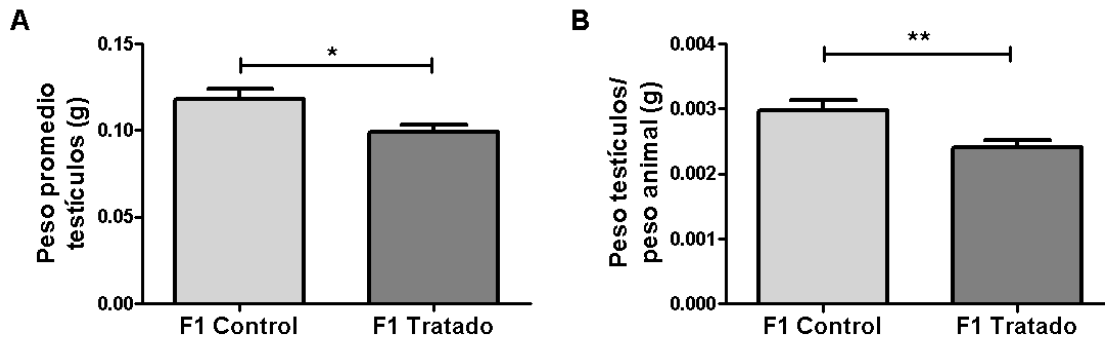 A
Peso promedio
testículos (g)
0.15
0.10
0.05
0.00
*
F1 Control
F1 Tratado
B
Peso testículos/
peso animal (g)
0.004
0.003
0.002
0.001
0.000
**
F1 Control
F1 Tratado